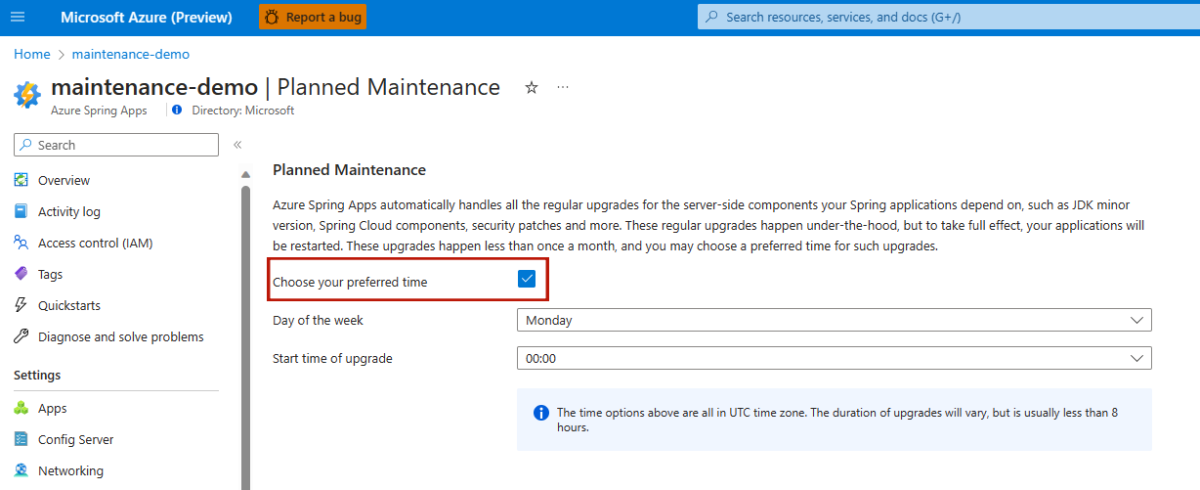 Microsoft Azure (Preview)
Report a bug
Search resources, services, and docs (G+/)
Home > maintenance-demo
maintenance-demo | Planned Maintenance
Azure Spring Apps
Directory: Microsoft
Search
Overview
Activity log
Access control (IAM)
Tags
Quickstarts
Diagnose and solve problems
Settings
Apps
Config Server
Networking
Planned Maintenance
Azure Spring Apps automatically handles all the regular upgrades for the server-side components your Spring applications depend on, such as JDK minor
version, Spring Cloud components, security patches and more. These regular upgrades happen under-the-hood, but to take full effect, your applications will
be restarted. These upgrades happen less than once a month, and you may choose a preferred time for such upgrades.
Choose your preferred time
Day of the week
Monday
Start time of upgrade
00:00
The time options above are all in UTC time zone. The duration of upgrades will vary, but is usually less than 8
hours.